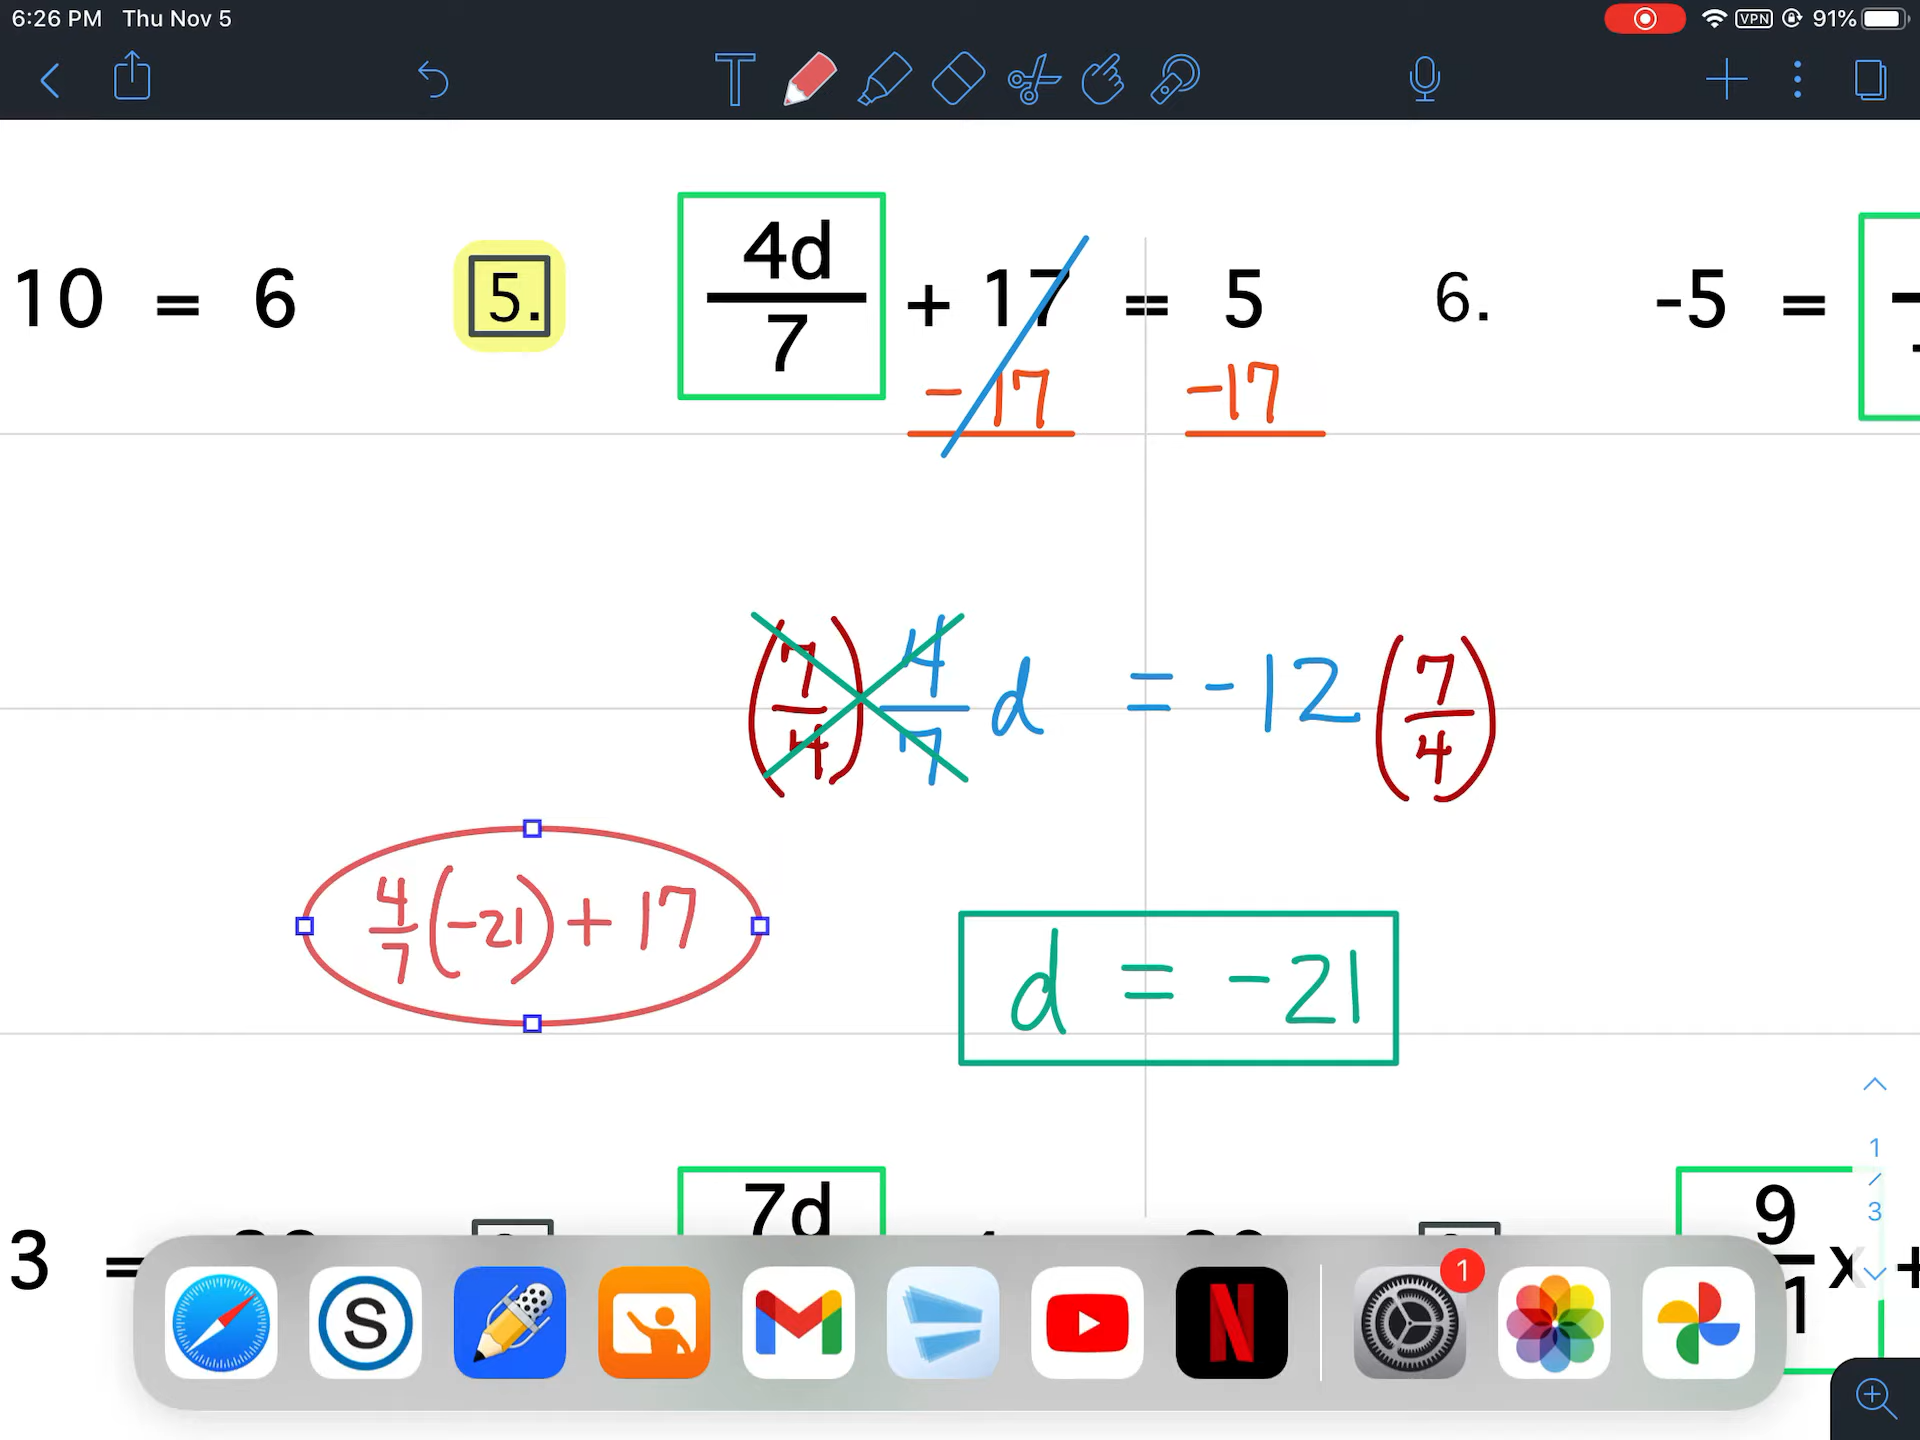 6:26 PM Thu Nov 5 VPN 91%
10 = 6 5. 4d/7 + 17 = 5 6. -5 =
-17 -17
(7/4) 4/7 d = -12 (7/4)
4/7 (-21) + 17
d = -21
1
/
3
7d 9
3 = x +
S N 1